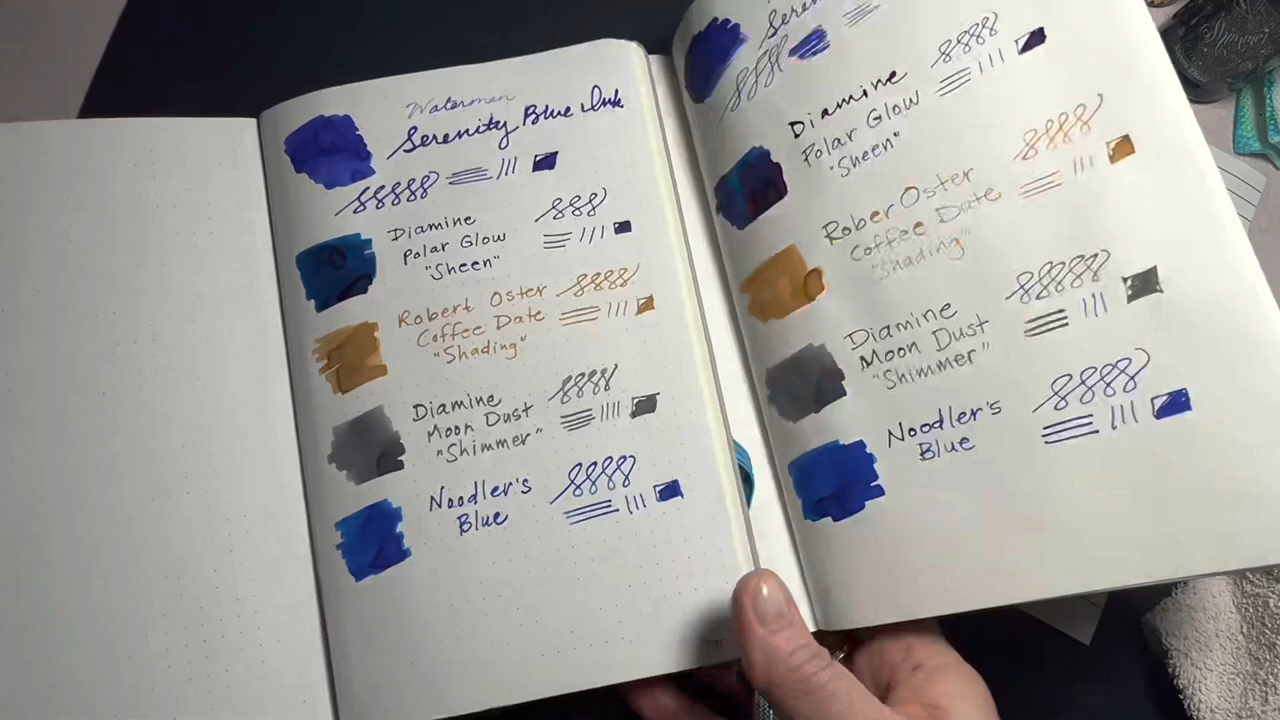 Waterman
Serenity Blue Ink
Diamine
Polar Glow
"Sheen"
Robert Oster
Coffee Date
"Shading"
Diamine
Moon Dust
"Shimmer"
Noodler's
Blue
Diamine
Polar Glow
"Sheen"
Rober Oster
Coffee Date
"Shading"
Diamine
Moon Dust
"Shimmer"
Noodler's
Blue